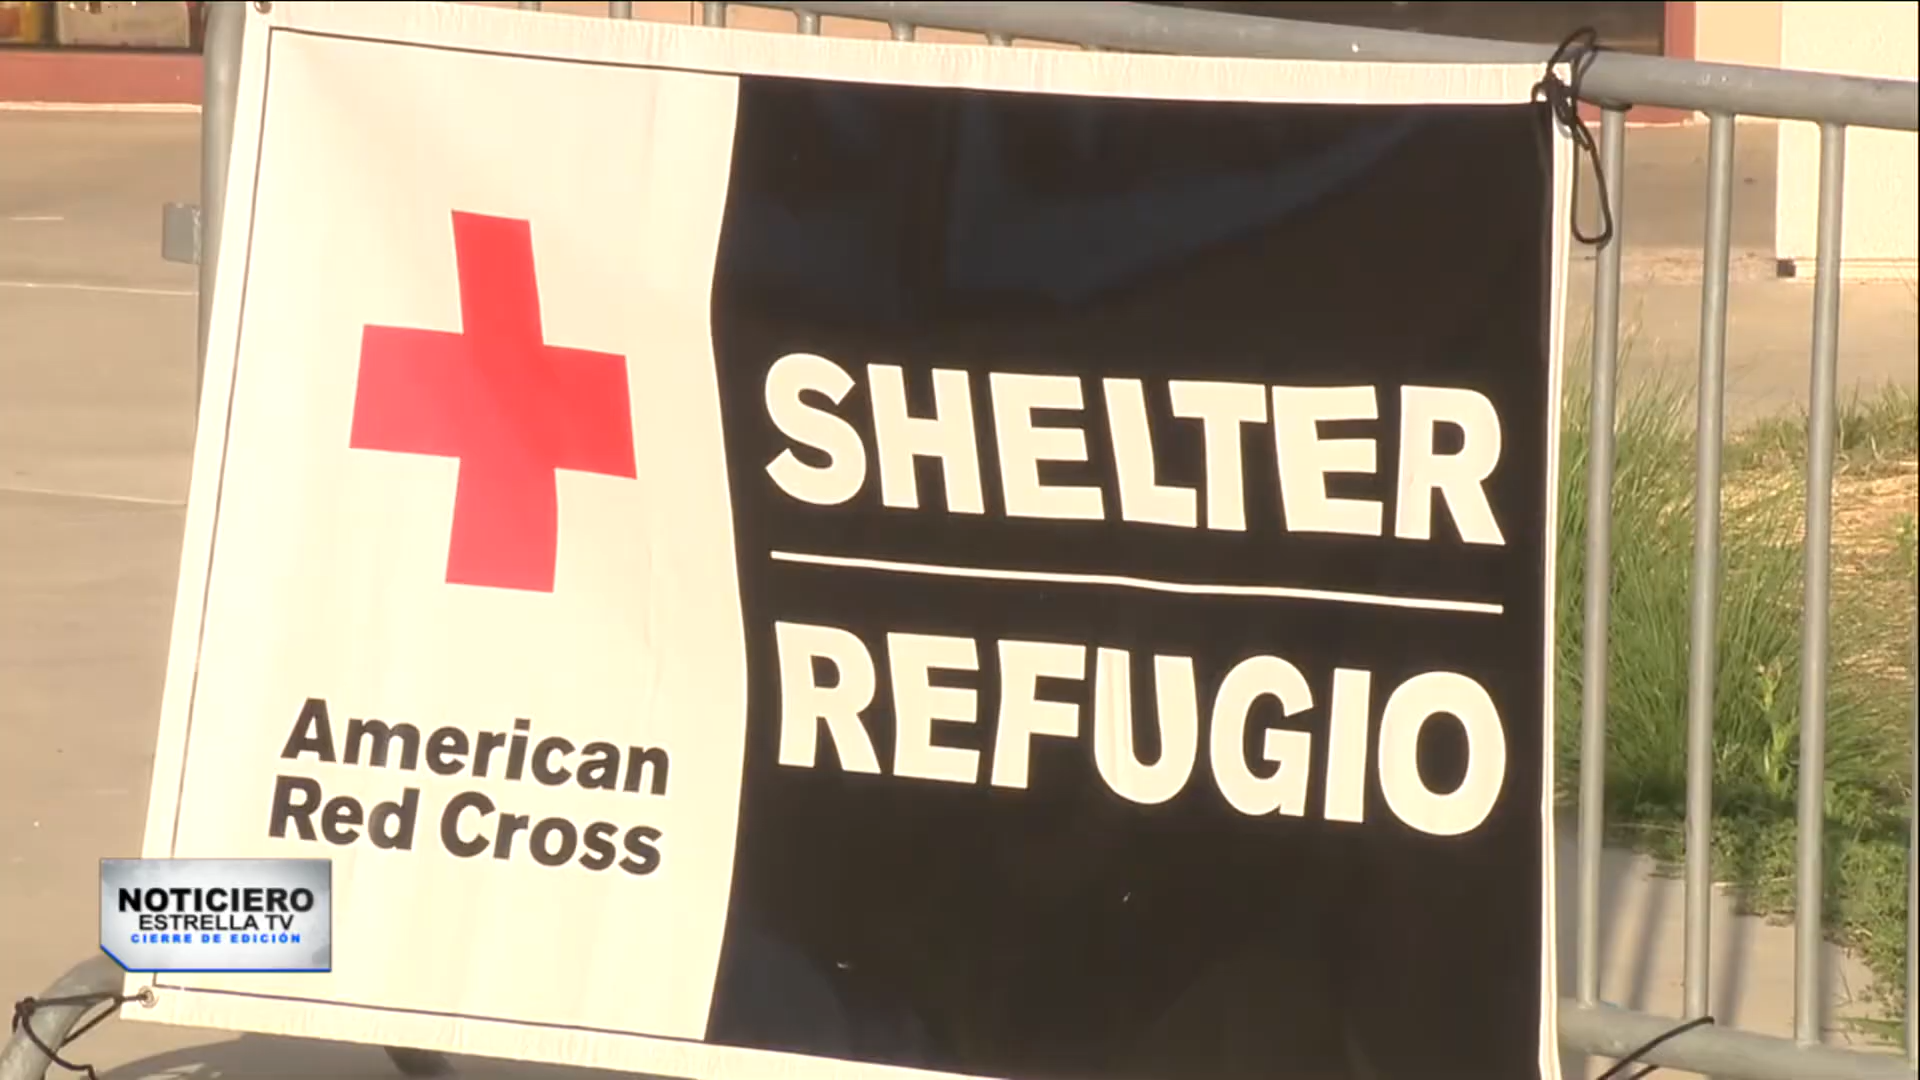 SHELTER
REFUGIO
American
Red Cross
NOTICIERO
ESTRELLA TV
CIERRE DE EDICIÓN